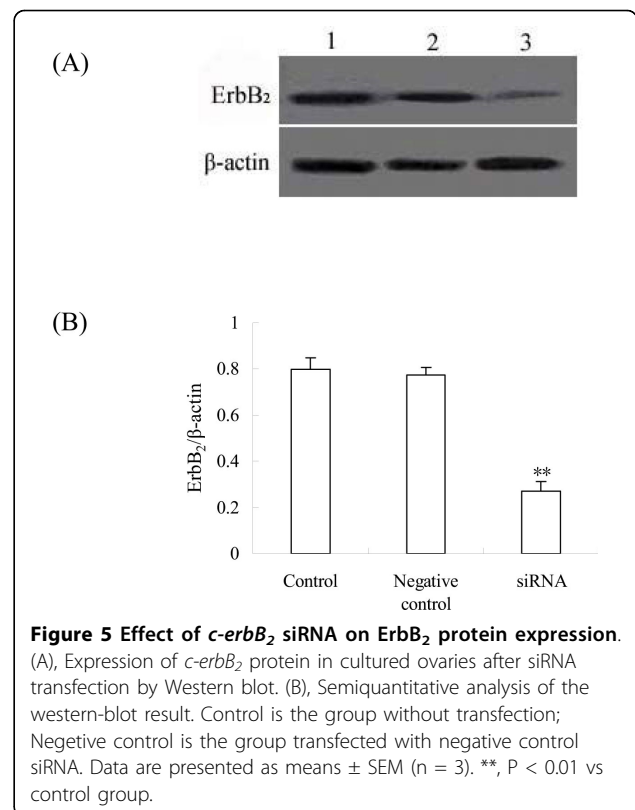 (A)
1 2 3
ErbB₂
β-actin
(B)
ErbB₂/β-actin
1
0.8
0.6
0.4
0.2
0
**
Control Negative control siRNA
Figure 5 Effect of c-erbB₂ siRNA on ErbB₂ protein expression.
(A), Expression of c-erbB₂ protein in cultured ovaries after siRNA
transfection by Western blot. (B), Semiquantitative analysis of the
western-blot result. Control is the group without transfection;
Negetive control is the group transfected with negative control
siRNA. Data are presented as means ± SEM (n = 3). **, P < 0.01 vs
control group.